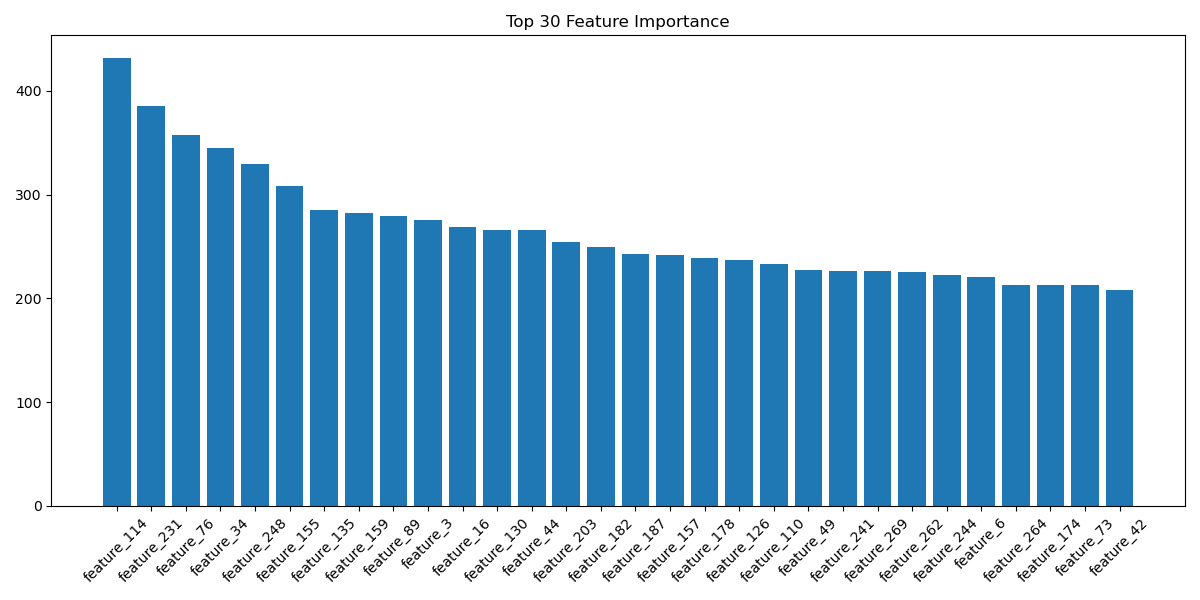 Top 30 Feature Importance
400
300
200
100
0
feature_114
feature_231
feature_76
feature_34
feature_248
feature_155
feature_135
feature_159
feature_89
feature_3
feature_16
feature_130
feature_44
feature_203
feature_182
feature_187
feature_157
feature_178
feature_126
feature_110
feature_49
feature_241
feature_269
feature_262
feature_244
feature_6
feature_264
feature_174
feature_73
feature_42